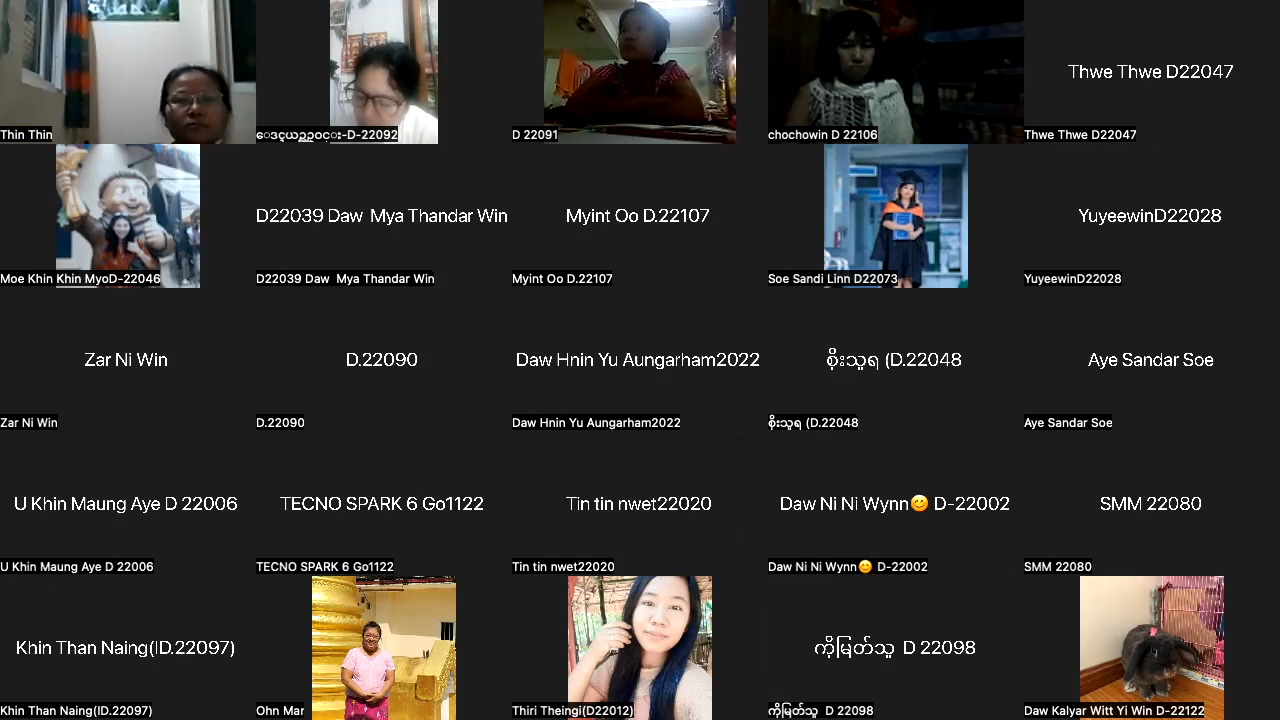 Thwe Thwe D22047
Thin Thin
D 22091
chochowin D 22106
Thwe Thwe D22047
D22039 Daw Mya Thandar Win
Myint Oo D.22107
YuyeewinD22028
Moe Khin Khin MyoD-22046
D22039 Daw Mya Thandar Win
Myint Oo D.22107
Soe Sandi Linn D22073
YuyeewinD22028
Zar Ni Win
D.22090
Daw Hnin Yu Aungarham2022
စိုးသူရ (D.22048
Aye Sandar Soe
Zar Ni Win
D.22090
Daw Hnin Yu Aungarham2022
စိုးသူရ (D.22048
Aye Sandar Soe
U Khin Maung Aye D 22006
TECNO SPARK 6 Go1122
Tin tin nwet22020
Daw Ni Ni Wynn😊 D-22002
SMM 22080
U Khin Maung Aye D 22006
TECNO SPARK 6 Go1122
Tin tin nwet22020
Daw Ni Ni Wynn😊 D-22002
SMM 22080
Khin Than Naing(ID.22097)
ကိုမြတ်သူ D 22098
Khin Than Naing(ID.22097)
Ohn Mar
Thiri Theingi(D22012)
ကိုမြတ်သူ D 22098
Daw Kalyar Witt Yi Win D-22122